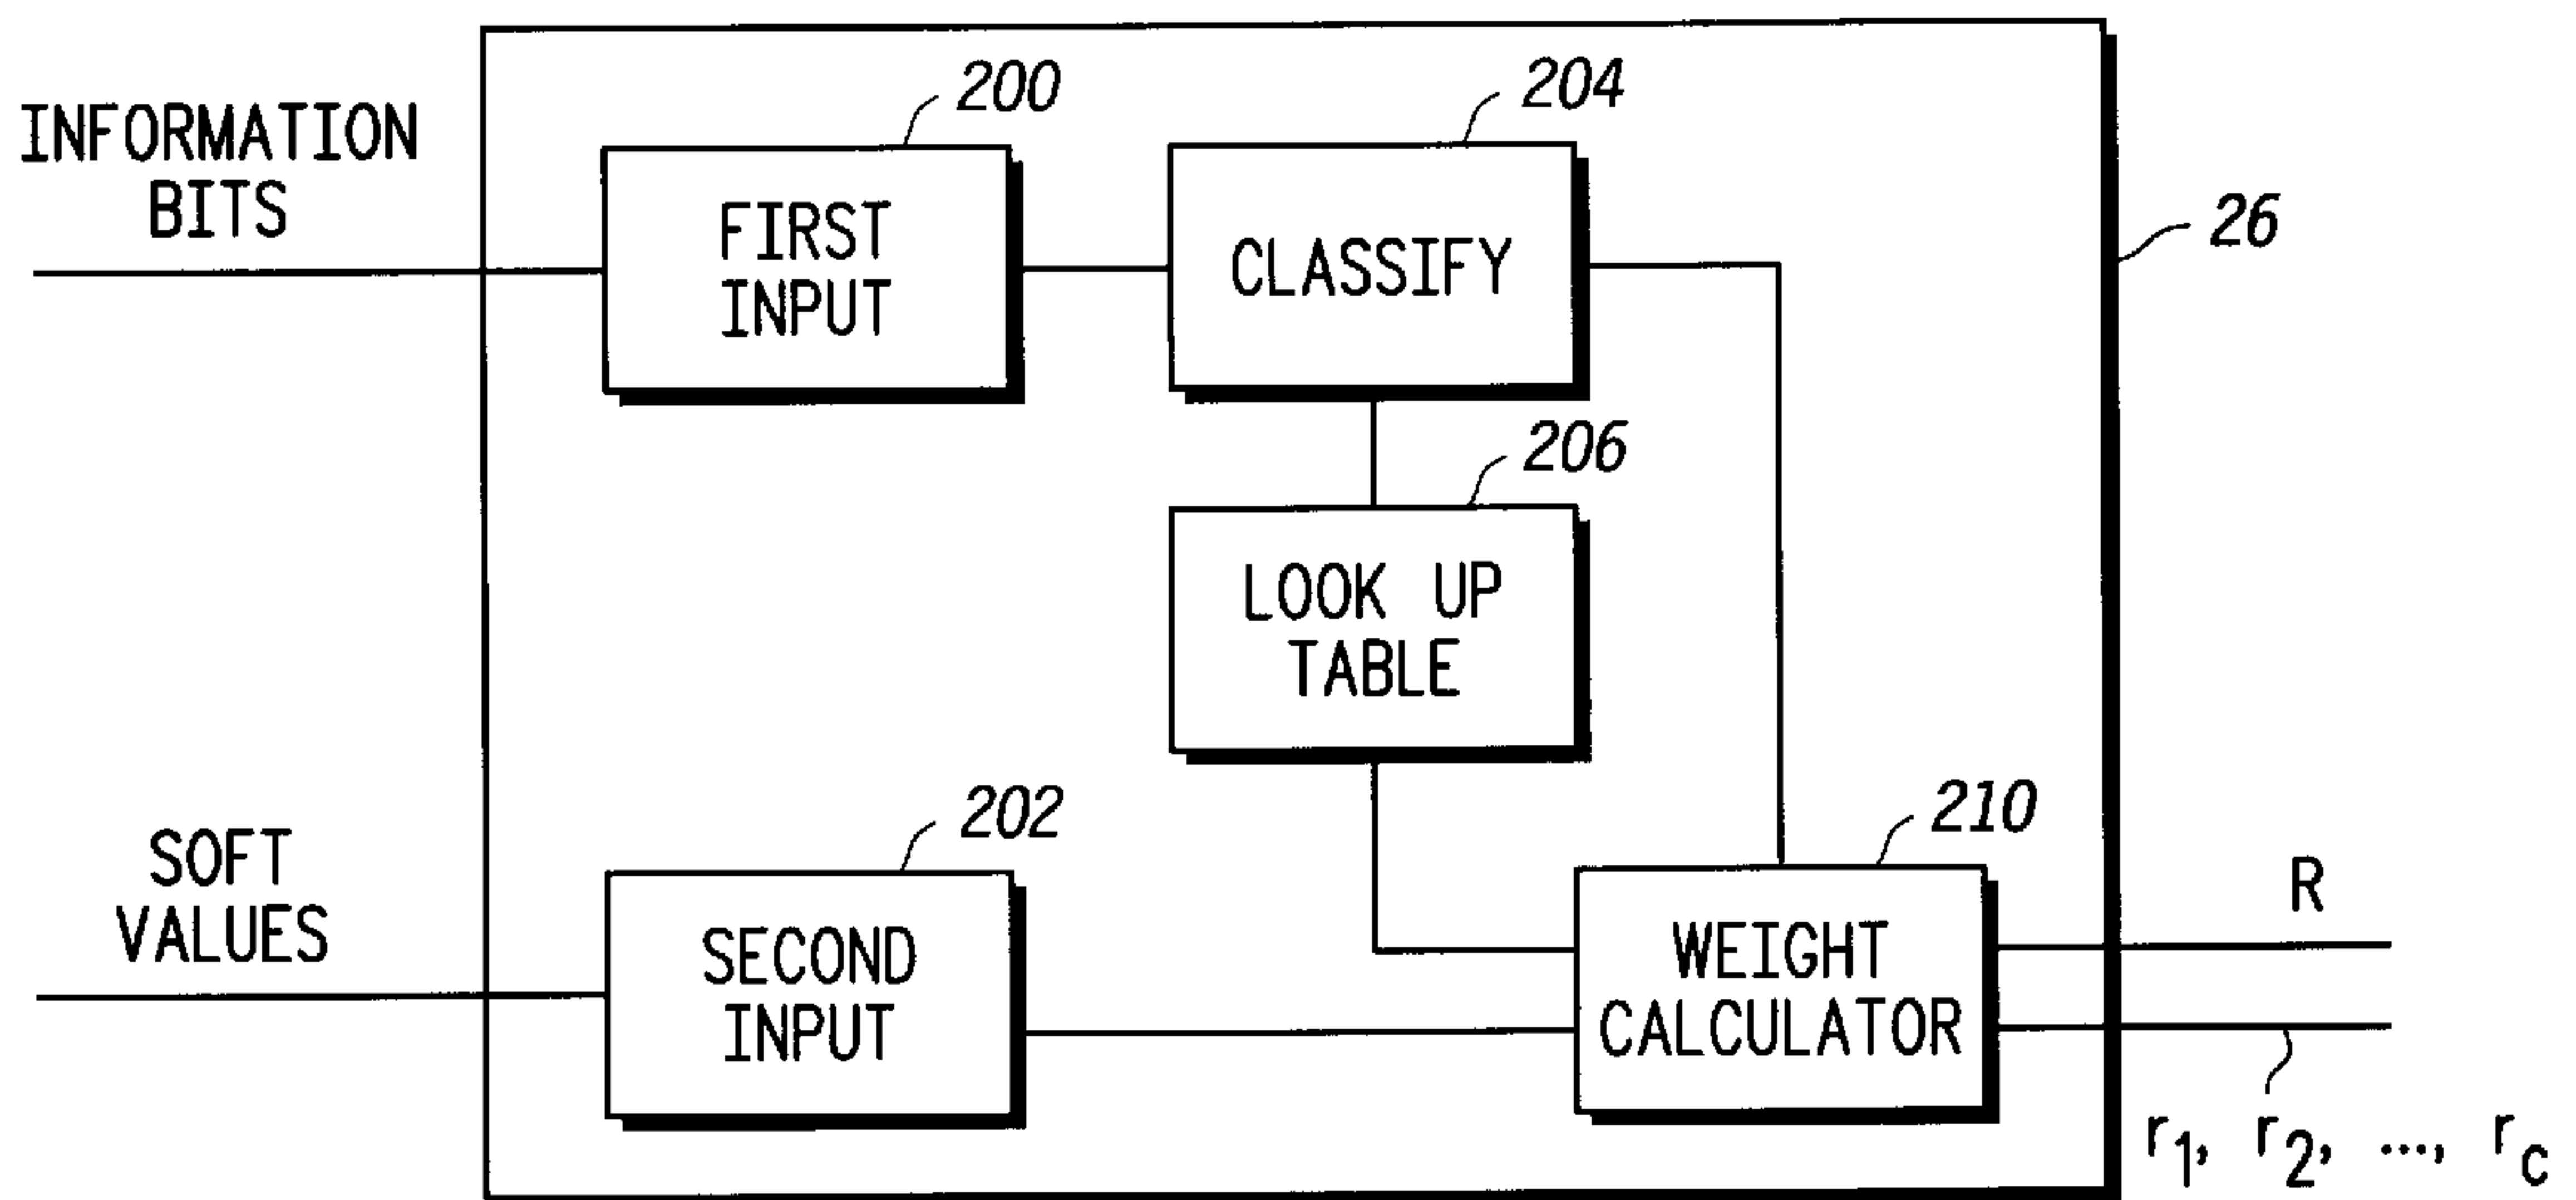 200
204
INFORMATION
BITS
FIRST
INPUT
CLASSIFY
26
206
LOOK UP
TABLE
202
210
SOFT
VALUES
SECOND
INPUT
WEIGHT
CALCULATOR
R
r1, r2, ..., rc